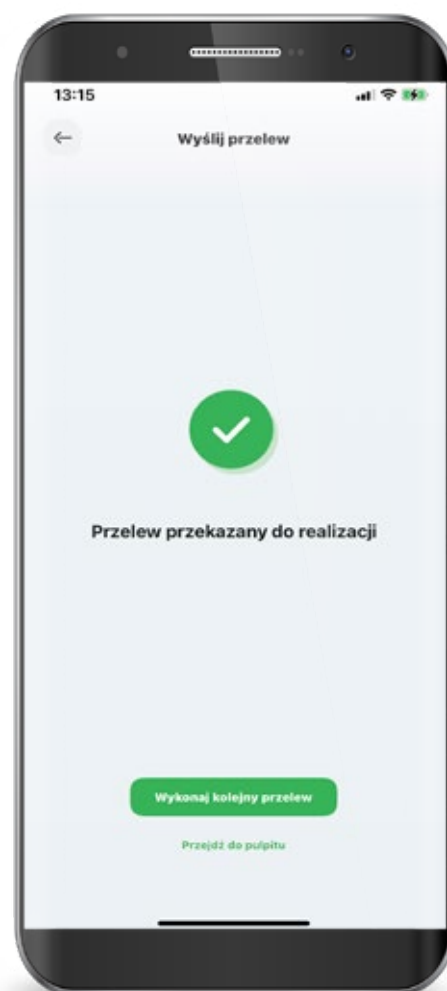 13:15
Wyślij przelew
Przelew przekazany do realizacji
Wykonaj kolejny przelew
Przejdź do pulpitu